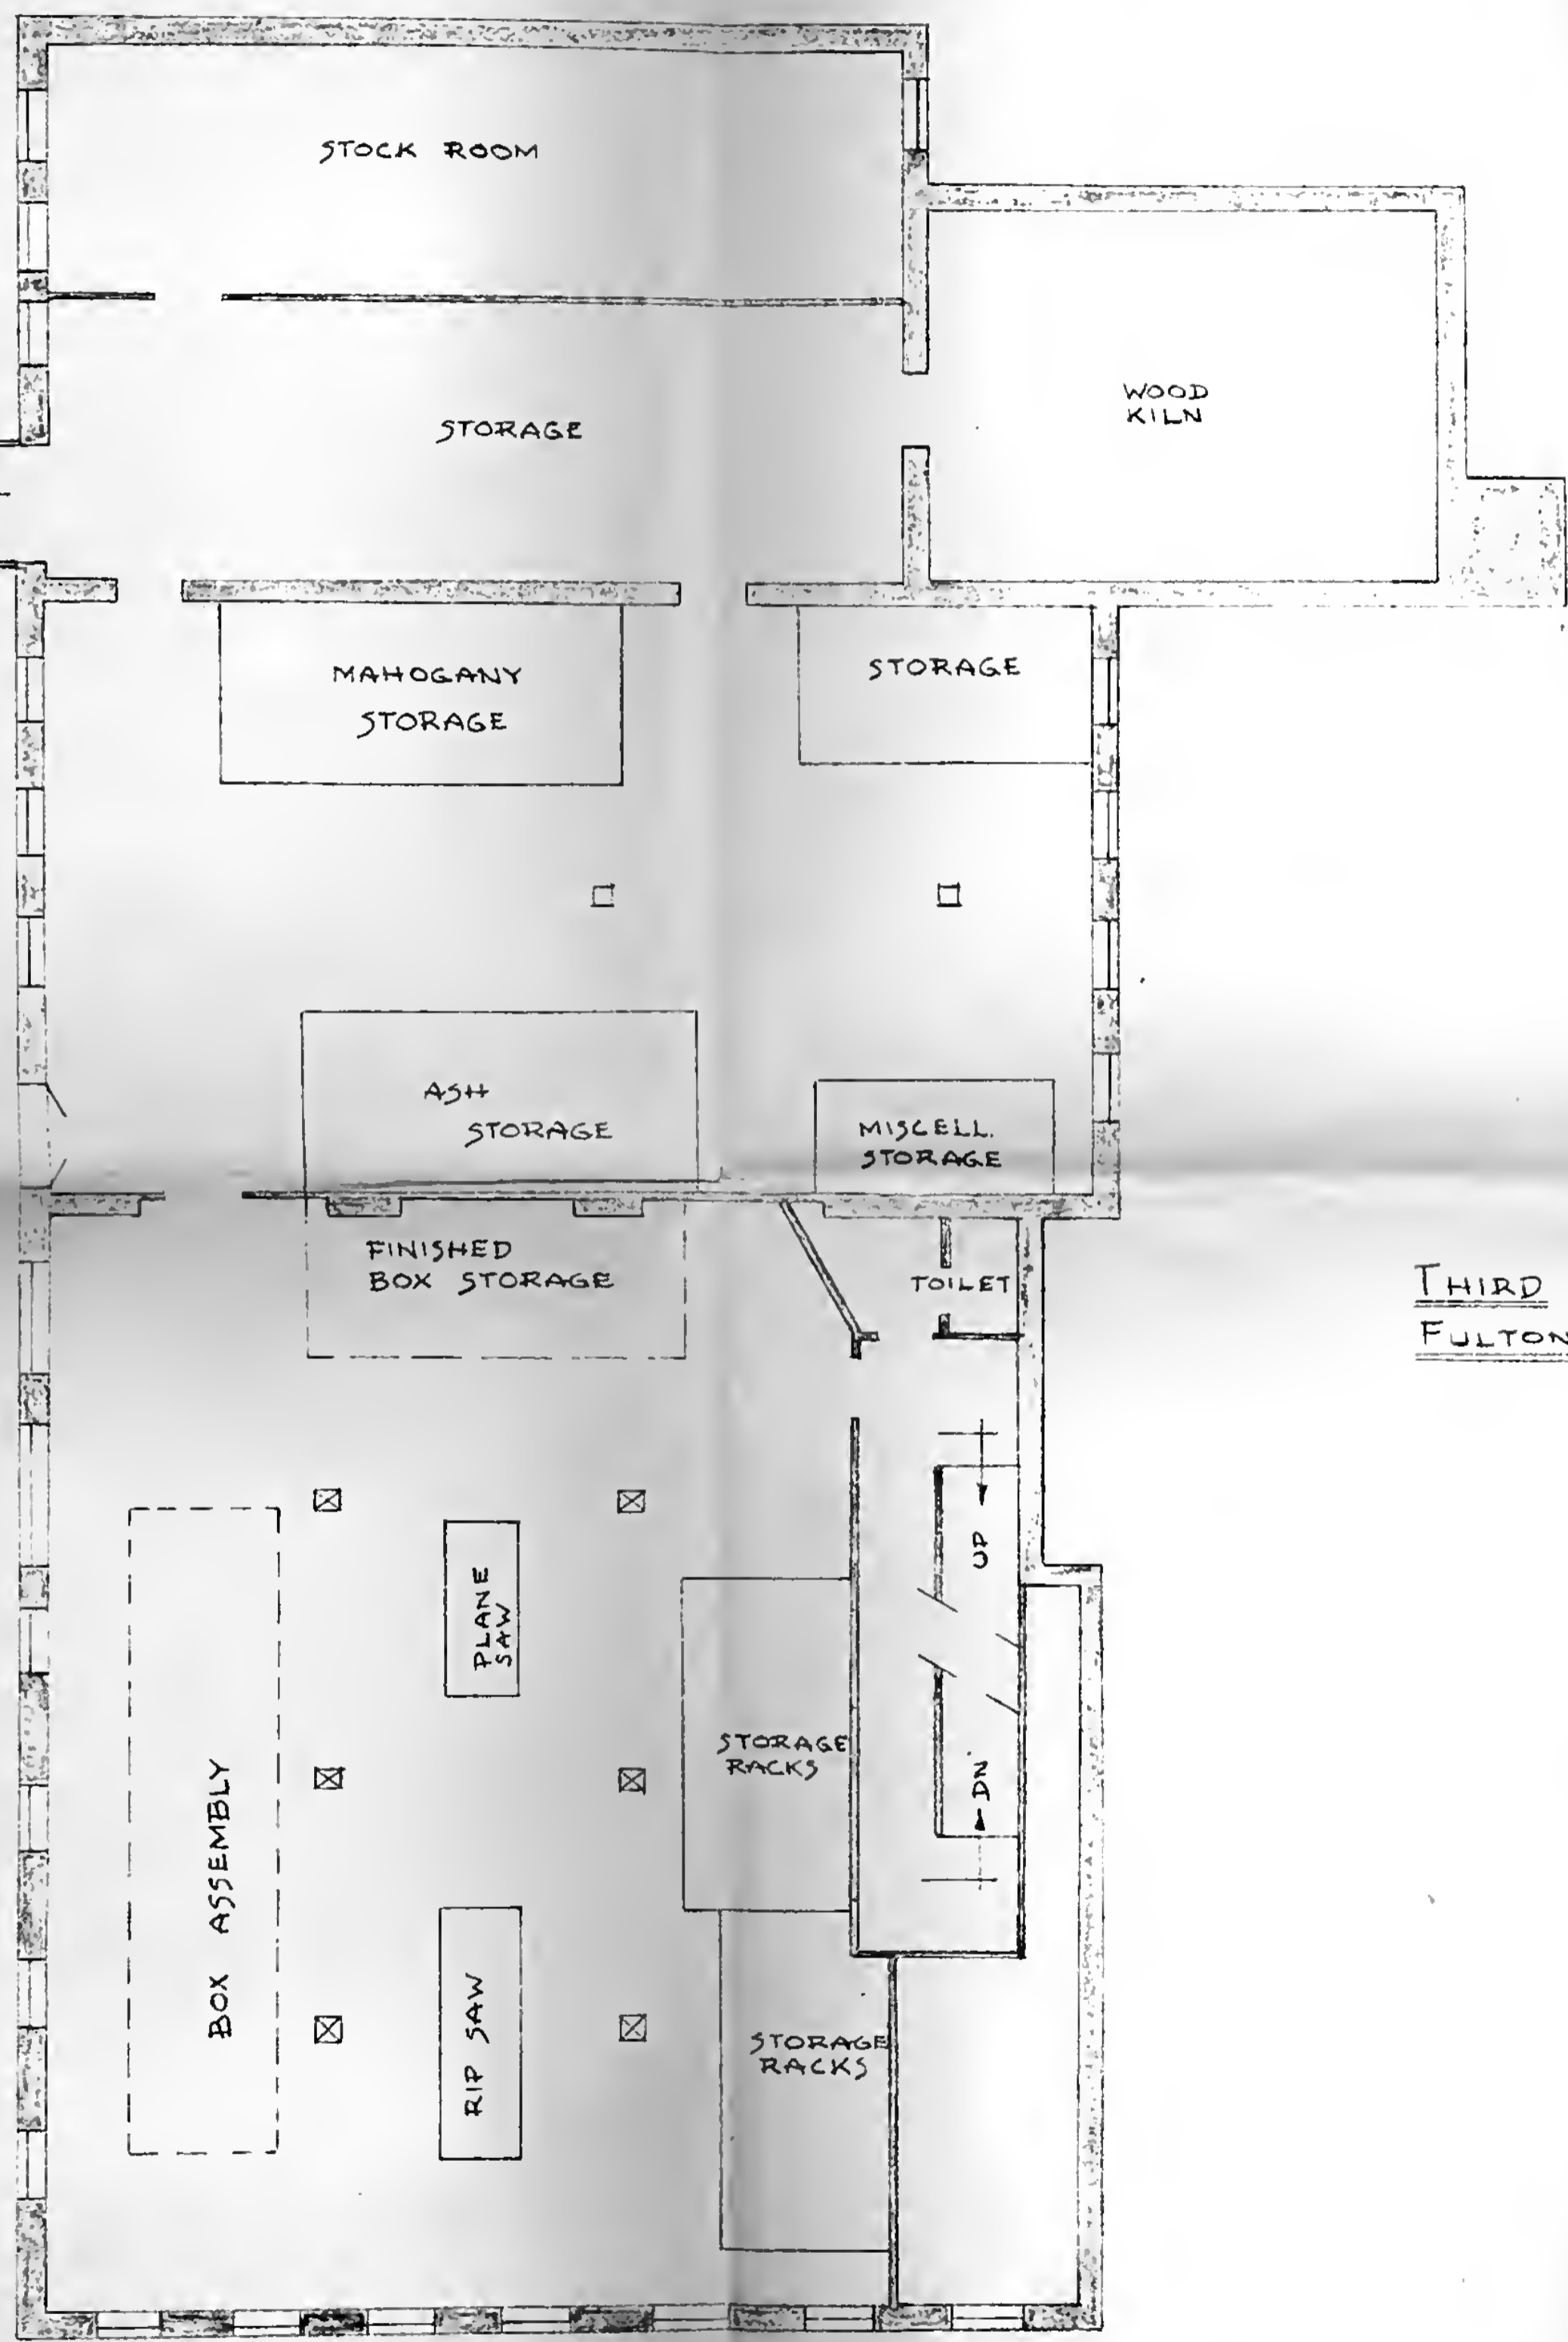 STOCK ROOM
WOOD
KILN
STORAGE
MAHOGANY
STORAGE
STORAGE
ASH
STORAGE
MISCELL.
STORAGE
FINISHED
BOX STORAGE
TOILET
THIRD
FULTON
UP
PLANE
SAW
STORAGE
RACKS
DN
BOX ASSEMBLY
RIP SAW
STORAGE
RACKS